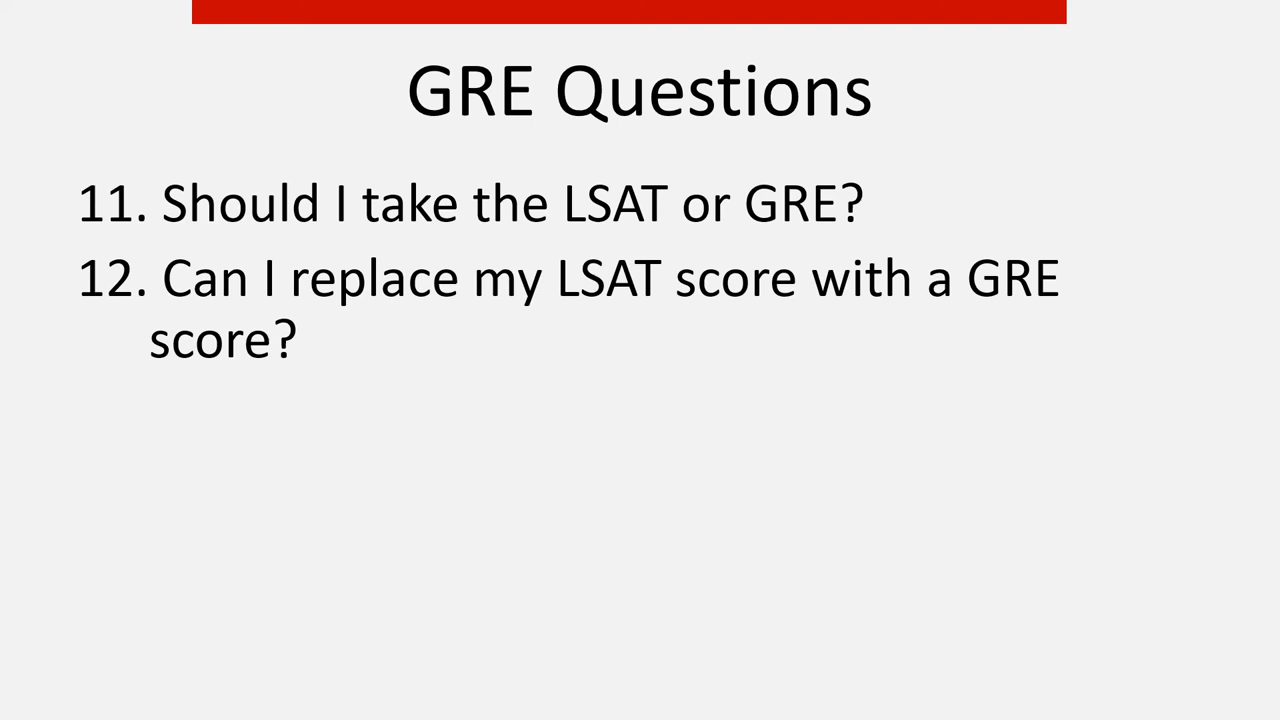 GRE Questions
11. Should I take the LSAT or GRE?
12. Can I replace my LSAT score with a GRE
score?